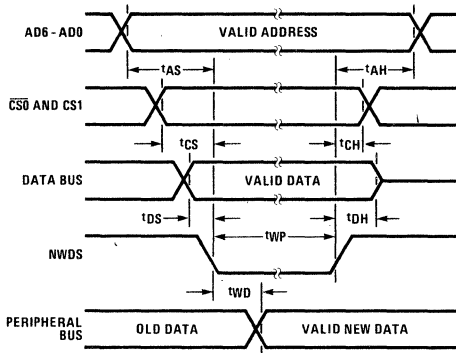 AD6 - AD0
VALID ADDRESS
tAS
tAH
CS0 AND CS1
tCS
tCH
DATA BUS
VALID DATA
tDS
tDH
tWP
NWDS
tWD
PERIPHERAL
BUS
OLD DATA
VALID NEW DATA